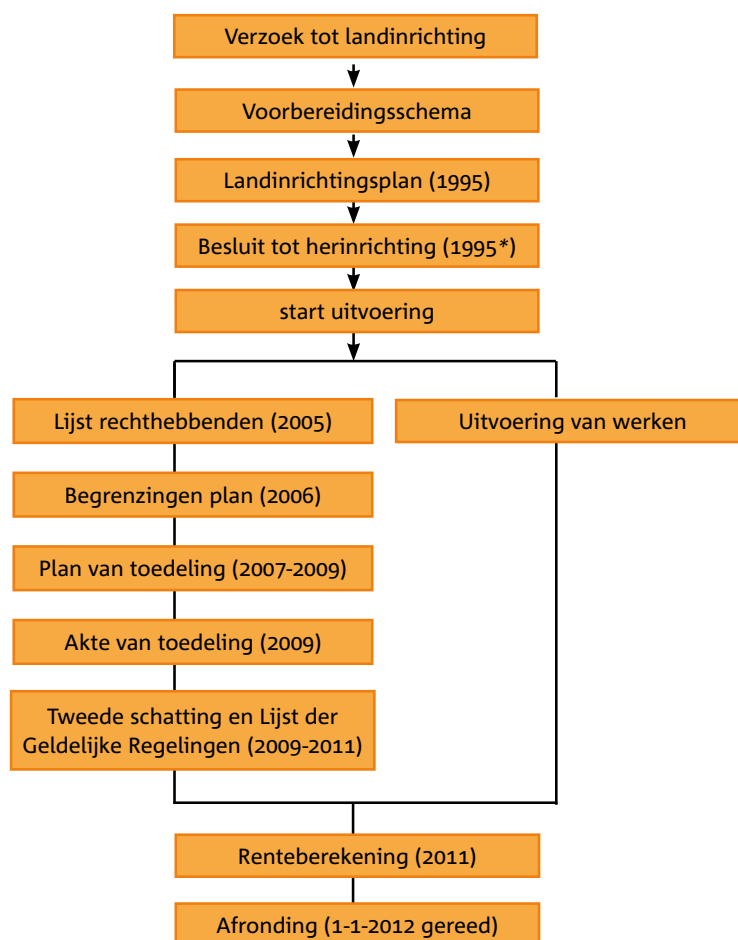 Verzoek tot landinrichting
Voorbereidingsschema
Landinrichtingsplan (1995)
Besluit tot herinrichting (1995*)
start uitvoering
Lijst rechthebbenden (2005)
Uitvoering van werken
Begrenzingen plan (2006)
Plan van toedeling (2007-2009)
Akte van toedeling (2009)
Tweede schatting en Lijst der
Geldelijke Regelingen (2009-2011)
Renteberekening (2011)
Afronding (1-1-2012 gereed)